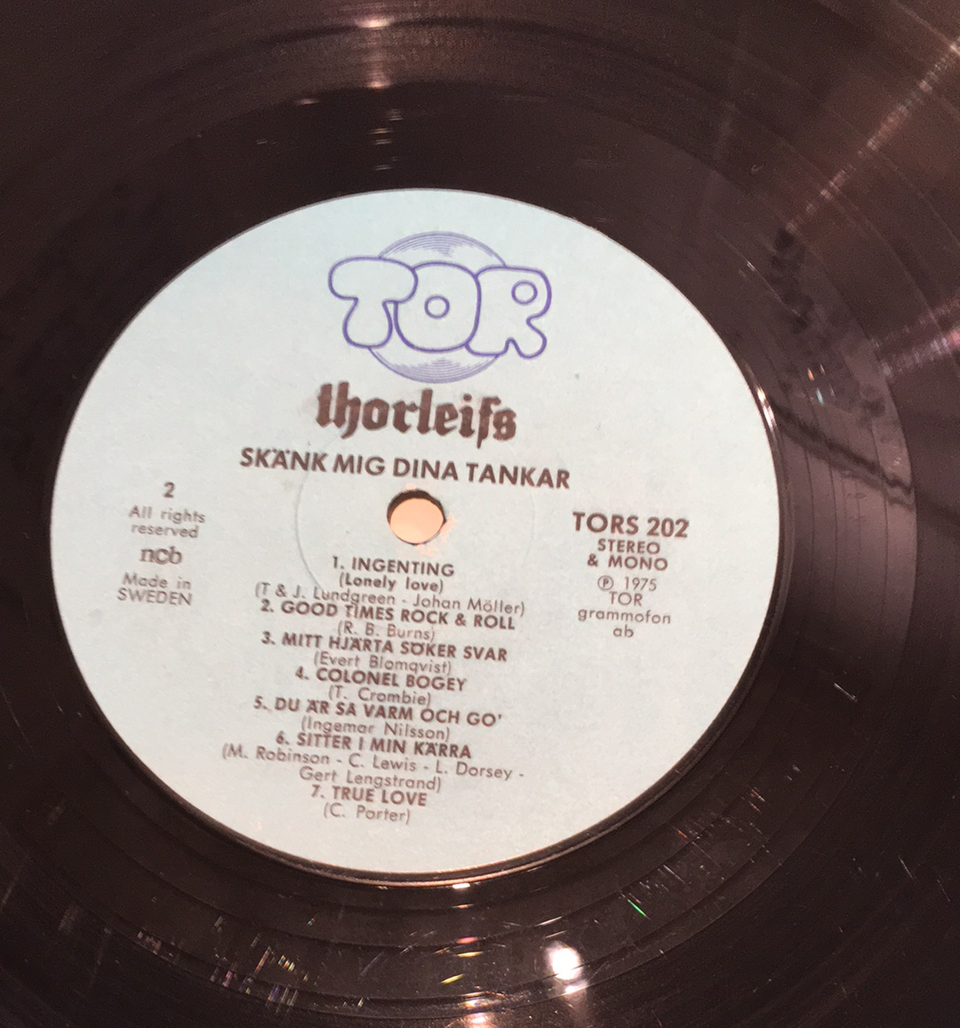 TOR
thorleifs
SKÄNK MIG DINA TANKAR
2
All rights
reserved
ncb
Made in
SWEDEN
TORS 202
STEREO
& MONO
Ⓟ 1975
TOR
grammofon
ab
1. INGENTING
(Lonely love)
(T & J. Lundgreen - Johan Möller)
2. GOOD TIMES ROCK & ROLL
(R. B. Burns)
3. MITT HJÄRTA SÖKER SVAR
(Evert Blomqvist)
4. COLONEL BOGEY
(T. Crombie)
5. DU ÄR SA VARM OCH GO'
(Ingemar Nilsson)
6. SITTER I MIN KÄRRA
(M. Robinson - C. Lewis - L. Dorsey -
Gert Lengstrand)
7. TRUE LOVE
(C. Porter)